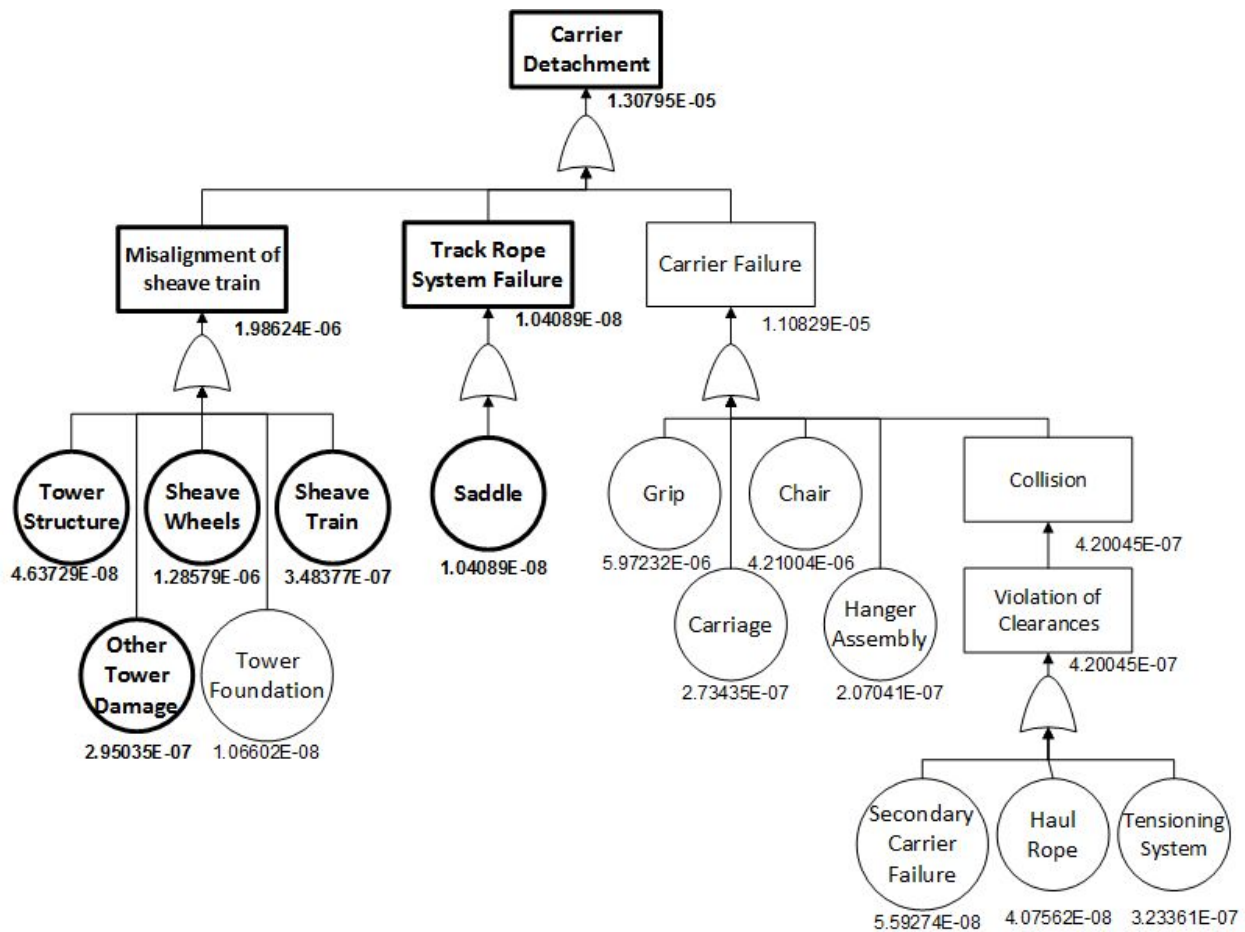 Carrier
Detachment
1.30795E-05
Misalignment of
sheave train
1.98624E-06
Track Rope
System Failure
1.04089E-08
Carrier Failure
1.10829E-05
Tower
Structure
4.63729E-08
Sheave
Wheels
1.28579E-06
Sheave
Train
3.48377E-07
Other
Tower
Damage
2.95035E-07
Tower
Foundation
1.06602E-08
Saddle
1.04089E-08
Grip
5.97232E-06
Chair
4.21004E-06
Carriage
2.73435E-07
Hanger
Assembly
2.07041E-07
Collision
4.20045E-07
Violation of
Clearances
4.20045E-07
Secondary
Carrier
Failure
5.59274E-08
Haul
Rope
4.07562E-08
Tensioning
System
3.23361E-07